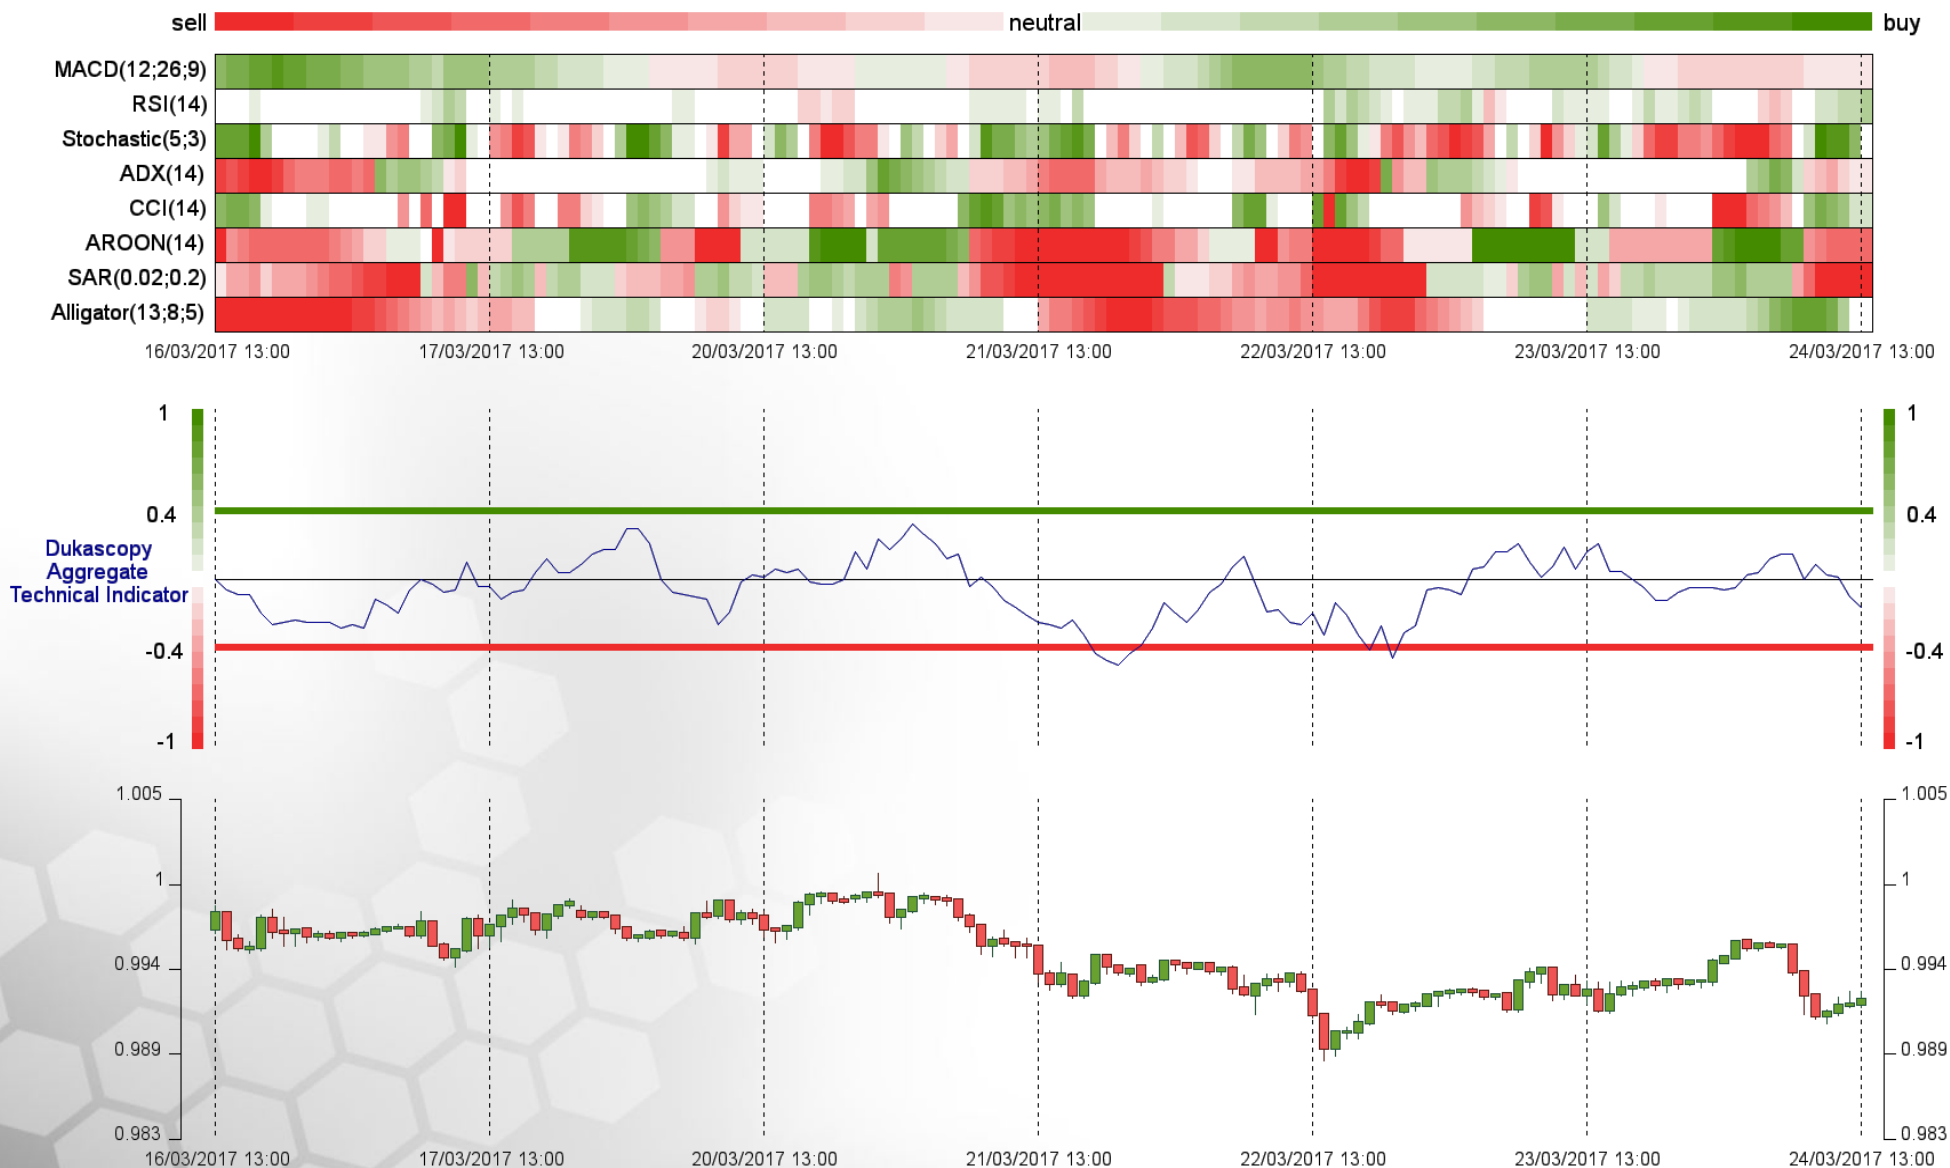 sell neutral buy
MACD(12;26;9)
RSI(14)
Stochastic(5;3)
ADX(14)
CCI(14)
AROON(14)
SAR(0.02;0.2)
Alligator(13;8;5)
16/03/2017 13:00 17/03/2017 13:00 20/03/2017 13:00 21/03/2017 13:00 22/03/2017 13:00 23/03/2017 13:00 24/03/2017 13:00
1 1
0.4 0.4
Dukascopy
Aggregate
Technical Indicator
-0.4 -0.4
-1 -1
1.005 1.005
1 1
0.994 0.994
0.989 0.989
0.983 0.983
16/03/2017 13:00 17/03/2017 13:00 20/03/2017 13:00 21/03/2017 13:00 22/03/2017 13:00 23/03/2017 13:00 24/03/2017 13:00